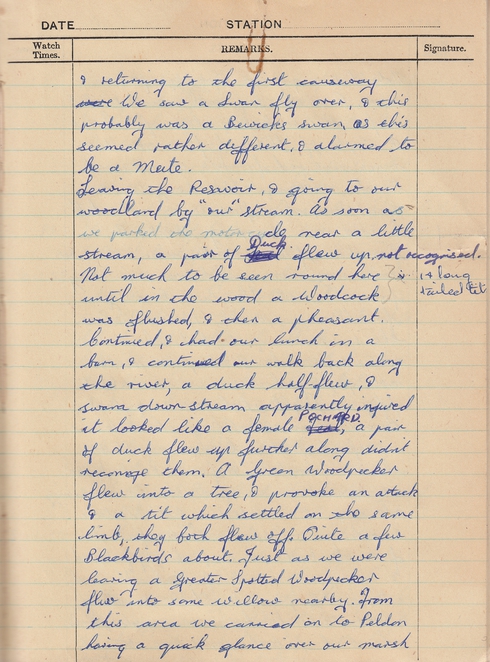 DATE STATION
Watch Times. REMARKS. Signature.
& returning to the first causeway
We saw a Swan fly over, & this
probably was a Bewicks swan, as this
seemed rather different, & alarmed to
be a Mute.
Leaving the Resavoir, & going to our
woodland by "our" stream. As soon as
we parked the motorcycle near a little
stream, a pair of Duck flew up, not recognised.
Not much to be seen round here & 14 long
until in the wood a Woodcock tailed tit
was flushed, & then a pheasant.
Continued, & had our lunch in a
barn, & continued our walk back along
the river, a duck half-flew, &
swam down stream apparently injured
it looked like a female POCHARD, a pair
of duck flew up further along didn't
recognise them. A Green Woodpecker
flew into a tree, & provoke an attack
& a tit which settled on the same
limb, they both flew off. Quite a few
Blackbirds about. Just as we were
leaving a Greater Spotted Woodpecker
flew into some willow nearby. From
this area we carried on to Peldon
having a quick glance over our marsh